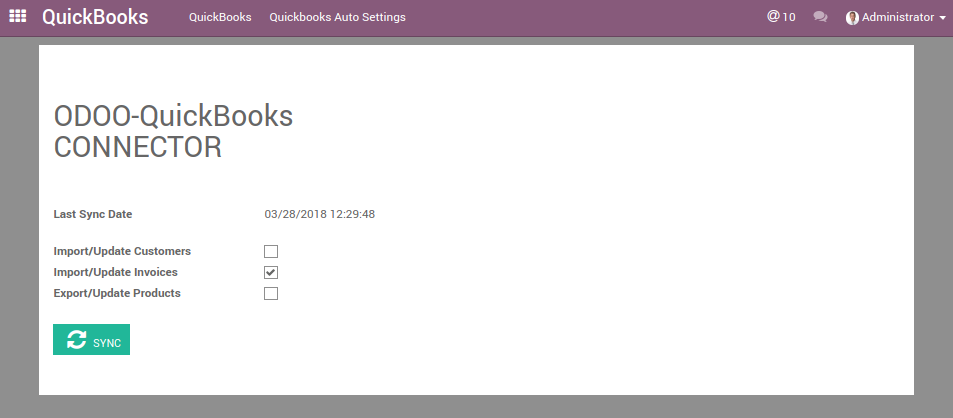 QuickBooks QuickBooks Quickbooks Auto Settings @ 10 Administrator
ODOO-QuickBooks
CONNECTOR
Last Sync Date 03/28/2018 12:29:48
Import/Update Customers
Import/Update Invoices
Export/Update Products
SYNC